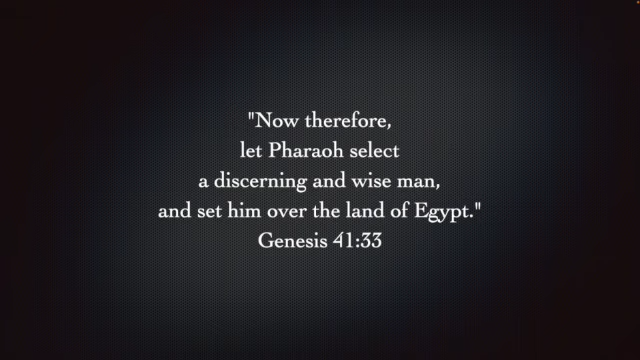 "Now therefore,
let Pharaoh select
a discerning and wise man,
and set him over the land of Egypt."
Genesis 41:33